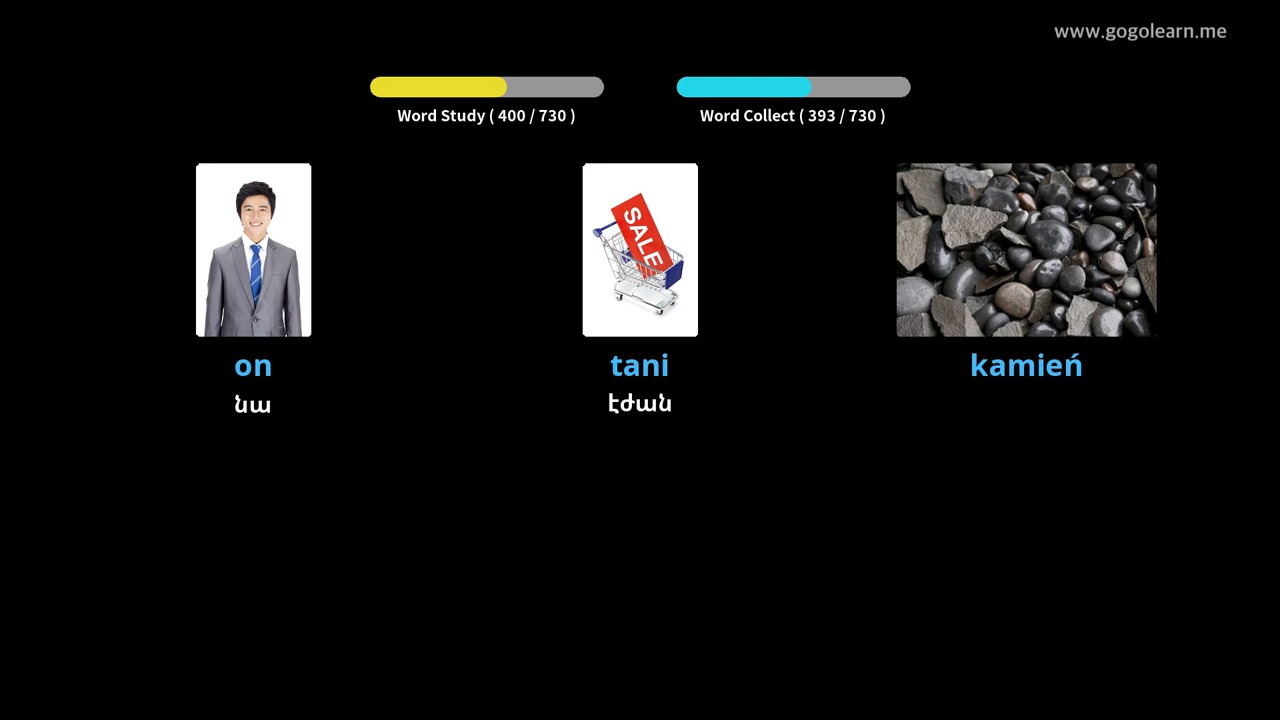 www.gogolearn.me
Word Study ( 400 / 730 )
Word Collect ( 393 / 730 )
SALE
on
tani
kamień
նա
էժան